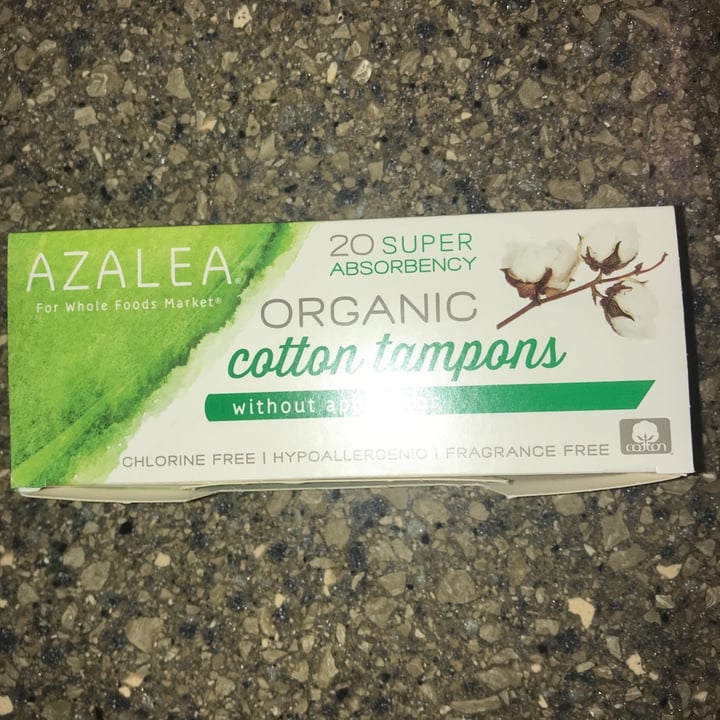 AZALEA®
For Whole Foods Market®
20 SUPER
ABSORBENCY
ORGANIC
cotton tampons
without
CHLORINE FREE | HYPOALLERGENIC | FRAGRANCE FREE
cotton